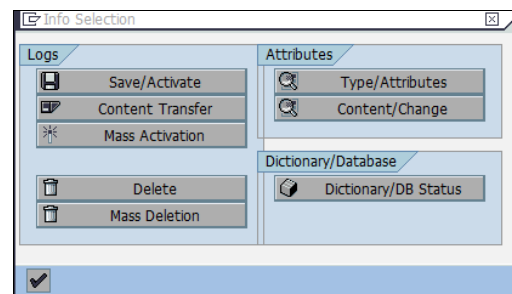 Info Selection
Logs
Save/Activate
Content Transfer
Mass Activation
Delete
Mass Deletion
Attributes
Type/Attributes
Content/Change
Dictionary/Database
Dictionary/DB Status